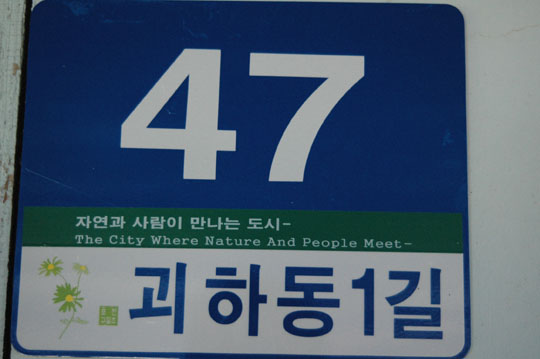 47
자연과 사람이 만나는 도시-
The City Where Nature And People Meet-
괴하동1길